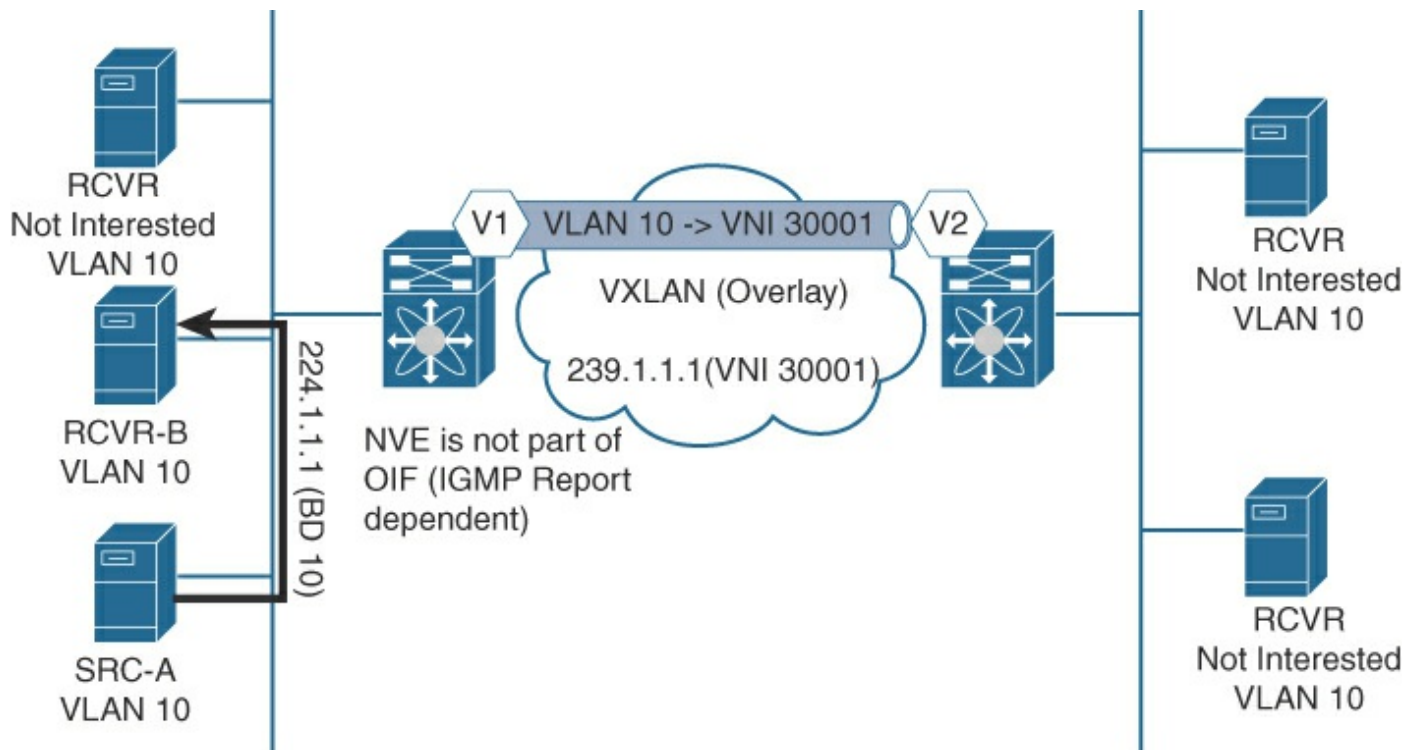 RCVR
Not Interested
VLAN 10
RCVR-B
VLAN 10
SRC-A
VLAN 10
224.1.1.1 (BD 10)
V1
VLAN 10 -> VNI 30001
V2
VXLAN (Overlay)
239.1.1.1(VNI 30001)
NVE is not part of
OIF (IGMP Report
dependent)
RCVR
Not Interested
VLAN 10
RCVR
Not Interested
VLAN 10